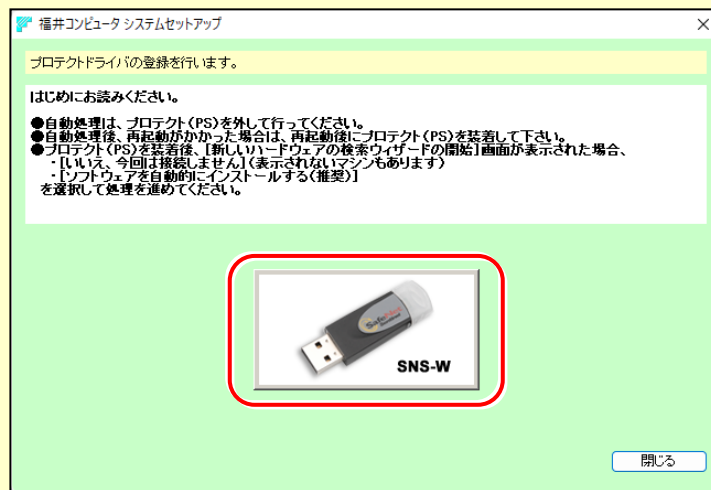 福井コンピュータ システムセットアップ
プロテクトドライバの登録を行います。
はじめにお読みください。
●自動処理は、プロテクト(PS)を外して行ってください。
●自動処理後、再起動がかかった場合は、再起動後にプロテクト(PS)を装着して下さい。
●プロテクト(PS)を装着後、[新しいハードウェアの検索ウィザードの開始]画面が表示された場合、
・[いいえ、今回は接続しません](表示されないマシンもあります)
・[ソフトウェアを自動的にインストールする(推奨)]
を選択して処理を進めてください。
SNS-W
閉じる